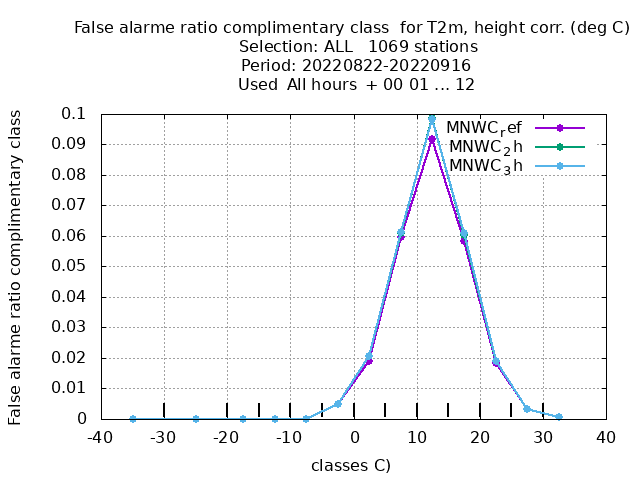 False alarme ratio complimentary class  for T2m, height corr. (deg C)
Selection: ALL   1069 stations
Period: 20220822-20220916
Used  All hours  + 00 01 ... 12
False alarme ratio complimentary class
0.1
0.09
0.08
0.07
0.06
0.05
0.04
0.03
0.02
0.01
0
MNWCref
MNWC2h
MNWC3h
-40 -30 -20 -10 0 10 20 30 40
classes C)